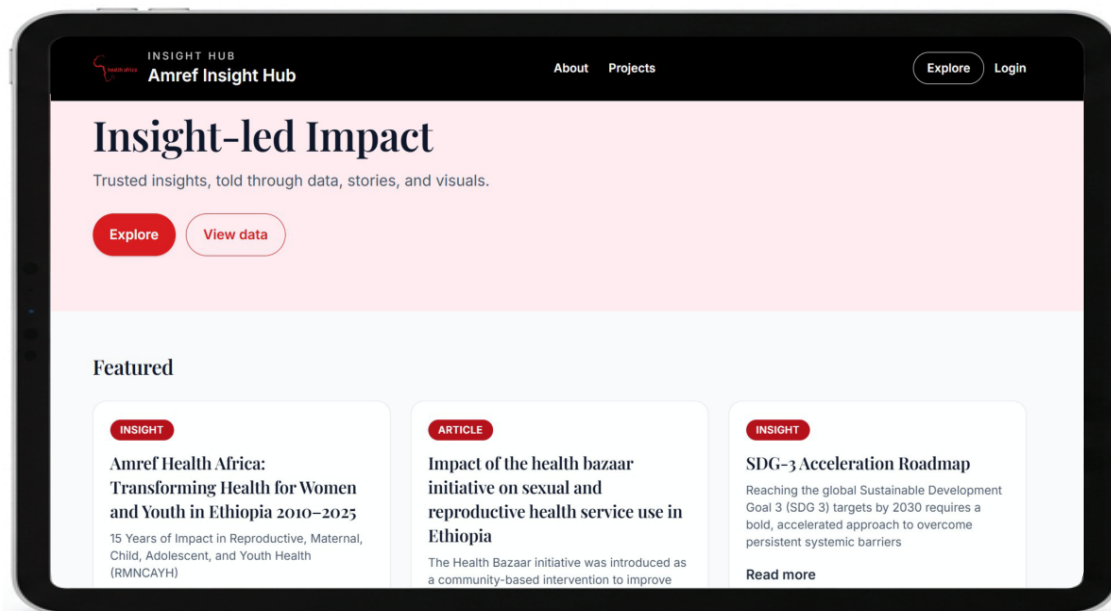 INSIGHT HUB
health africa
Amref Insight Hub
About Projects
Explore Login
Insight-led Impact
Trusted insights, told through data, stories, and visuals.
Explore View data
Featured
INSIGHT
Amref Health Africa:
Transforming Health for Women
and Youth in Ethiopia 2010–2025
15 Years of Impact in Reproductive, Maternal,
Child, Adolescent, and Youth Health
(RMNCAYH)
ARTICLE
Impact of the health bazaar
initiative on sexual and
reproductive health service use in
Ethiopia
The Health Bazaar initiative was introduced as
a community-based intervention to improve
INSIGHT
SDG-3 Acceleration Roadmap
Reaching the global Sustainable Development
Goal 3 (SDG 3) targets by 2030 requires a
bold, accelerated approach to overcome
persistent systemic barriers
Read more